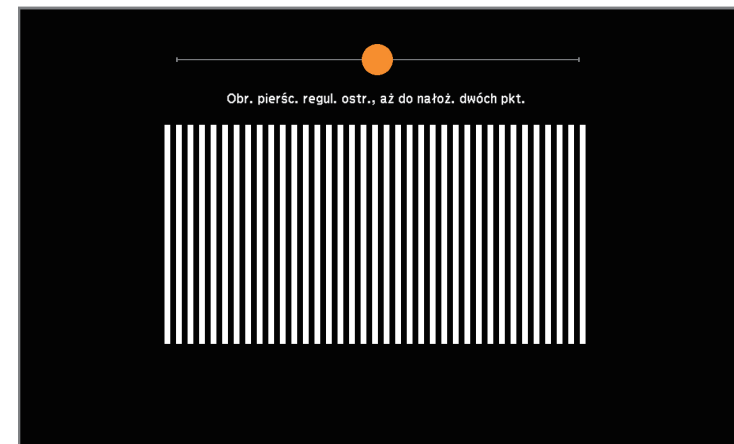 Obr. pierśc. regul. ostr., aż do nałoż. dwóch pkt.